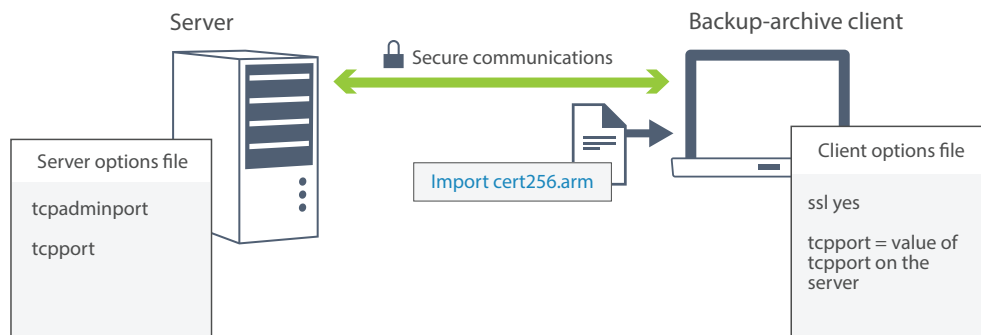 Server
Backup-archive client
Secure communications
Server options file
tcpadminport
tcpport
Import cert256.arm
Client options file
ssl yes
tcpport = value of
tcpport on the
server